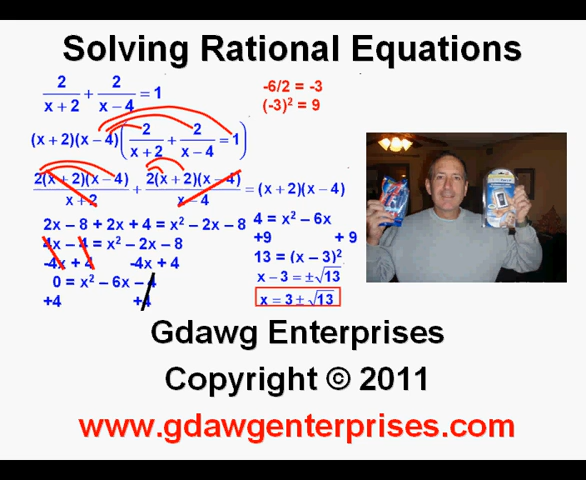 Solving Rational Equations
2/(x + 2) + 2/(x − 4) = 1
-6/2 = -3
(-3)² = 9
(x + 2)(x − 4)(2/(x + 2) + 2/(x − 4) = 1)
2(x + 2)(x − 4)/(x + 2) + 2(x + 2)(x − 4)/(x − 4) = (x + 2)(x − 4)
2x − 8 + 2x + 4 = x² − 2x − 8
4x − 4 = x² − 2x − 8
-4x + 4 -4x + 4
0 = x² − 6x − 4
+4 +4
4 = x² − 6x
+9 + 9
13 = (x − 3)²
x − 3 = ±√13
x = 3 ± √13
Gdawg Enterprises
Copyright © 2011
www.gdawgenterprises.com